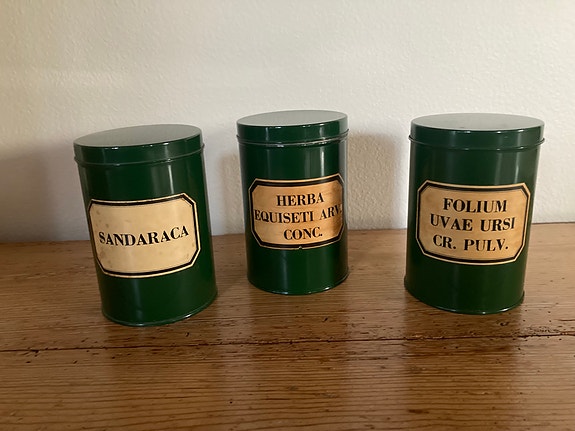 SANDARACA
HERBA
EQUISETI ARV.
CONC.
FOLIUM
UVAE URSI
CR. PULV.